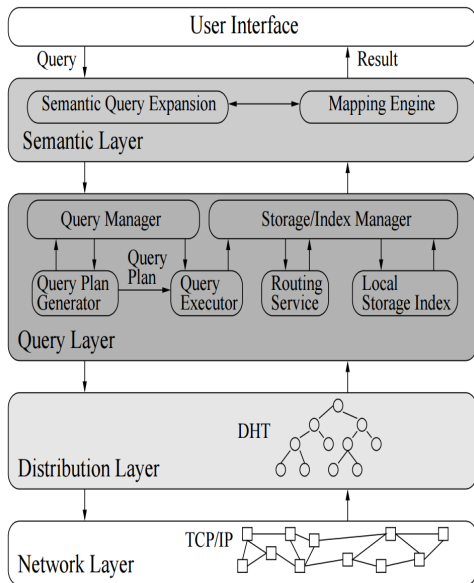 User Interface
Query
Result
Semantic Query Expansion
Mapping Engine
Semantic Layer
Query Manager
Storage/Index Manager
Query
Plan
Query Plan
Generator
Query
Executor
Routing
Service
Local
Storage Index
Query Layer
DHT
Distribution Layer
TCP/IP
Network Layer